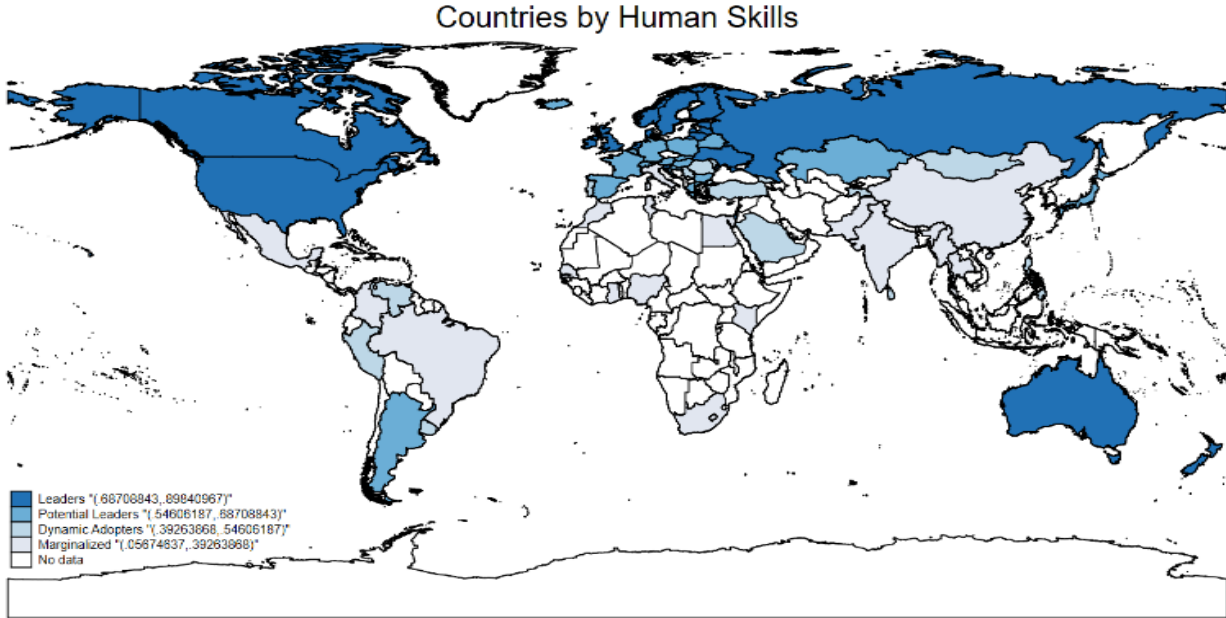 Countries by Human Skills
Leaders "(.68708843,.89840967)"
Potential Leaders "(.54606187,.68708843)"
Dynamic Adopters "(.39263868,.54606187)"
Marginalized "(.05674637,.39263868)"
No data